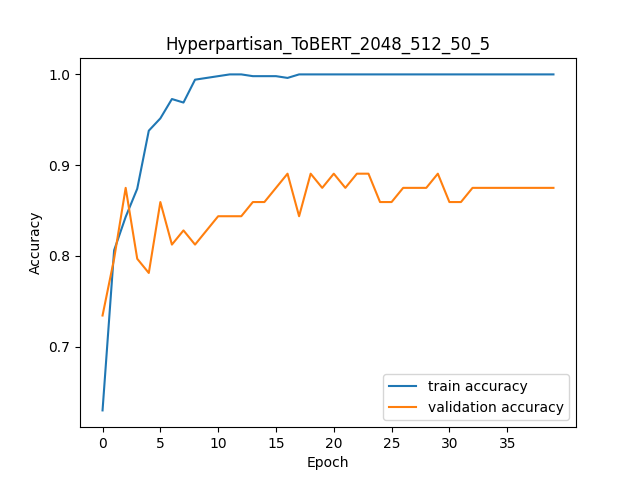 Hyperpartisan_ToBERT_2048_512_50_5
1.0
0.9
0.8
0.7
Accuracy
0 5 10 15 20 25 30 35
Epoch
train accuracy
validation accuracy